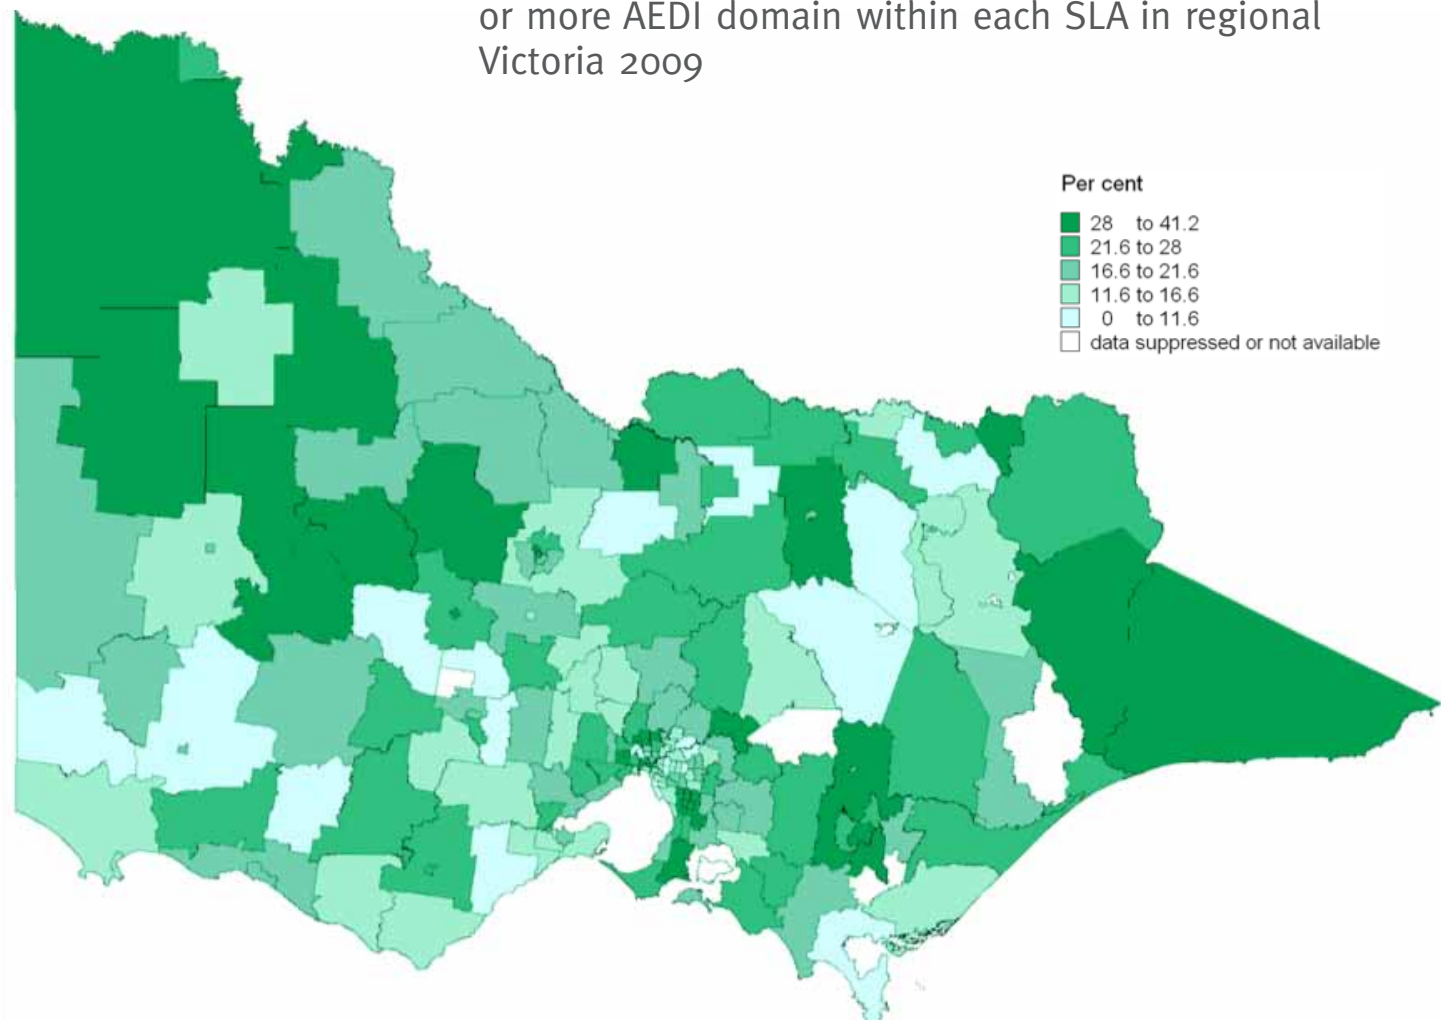 or more AEDI domain within each SLA in regional
Victoria 2009
Per cent
28 to 41.2
21.6 to 28
16.6 to 21.6
11.6 to 16.6
0 to 11.6
data suppressed or not available